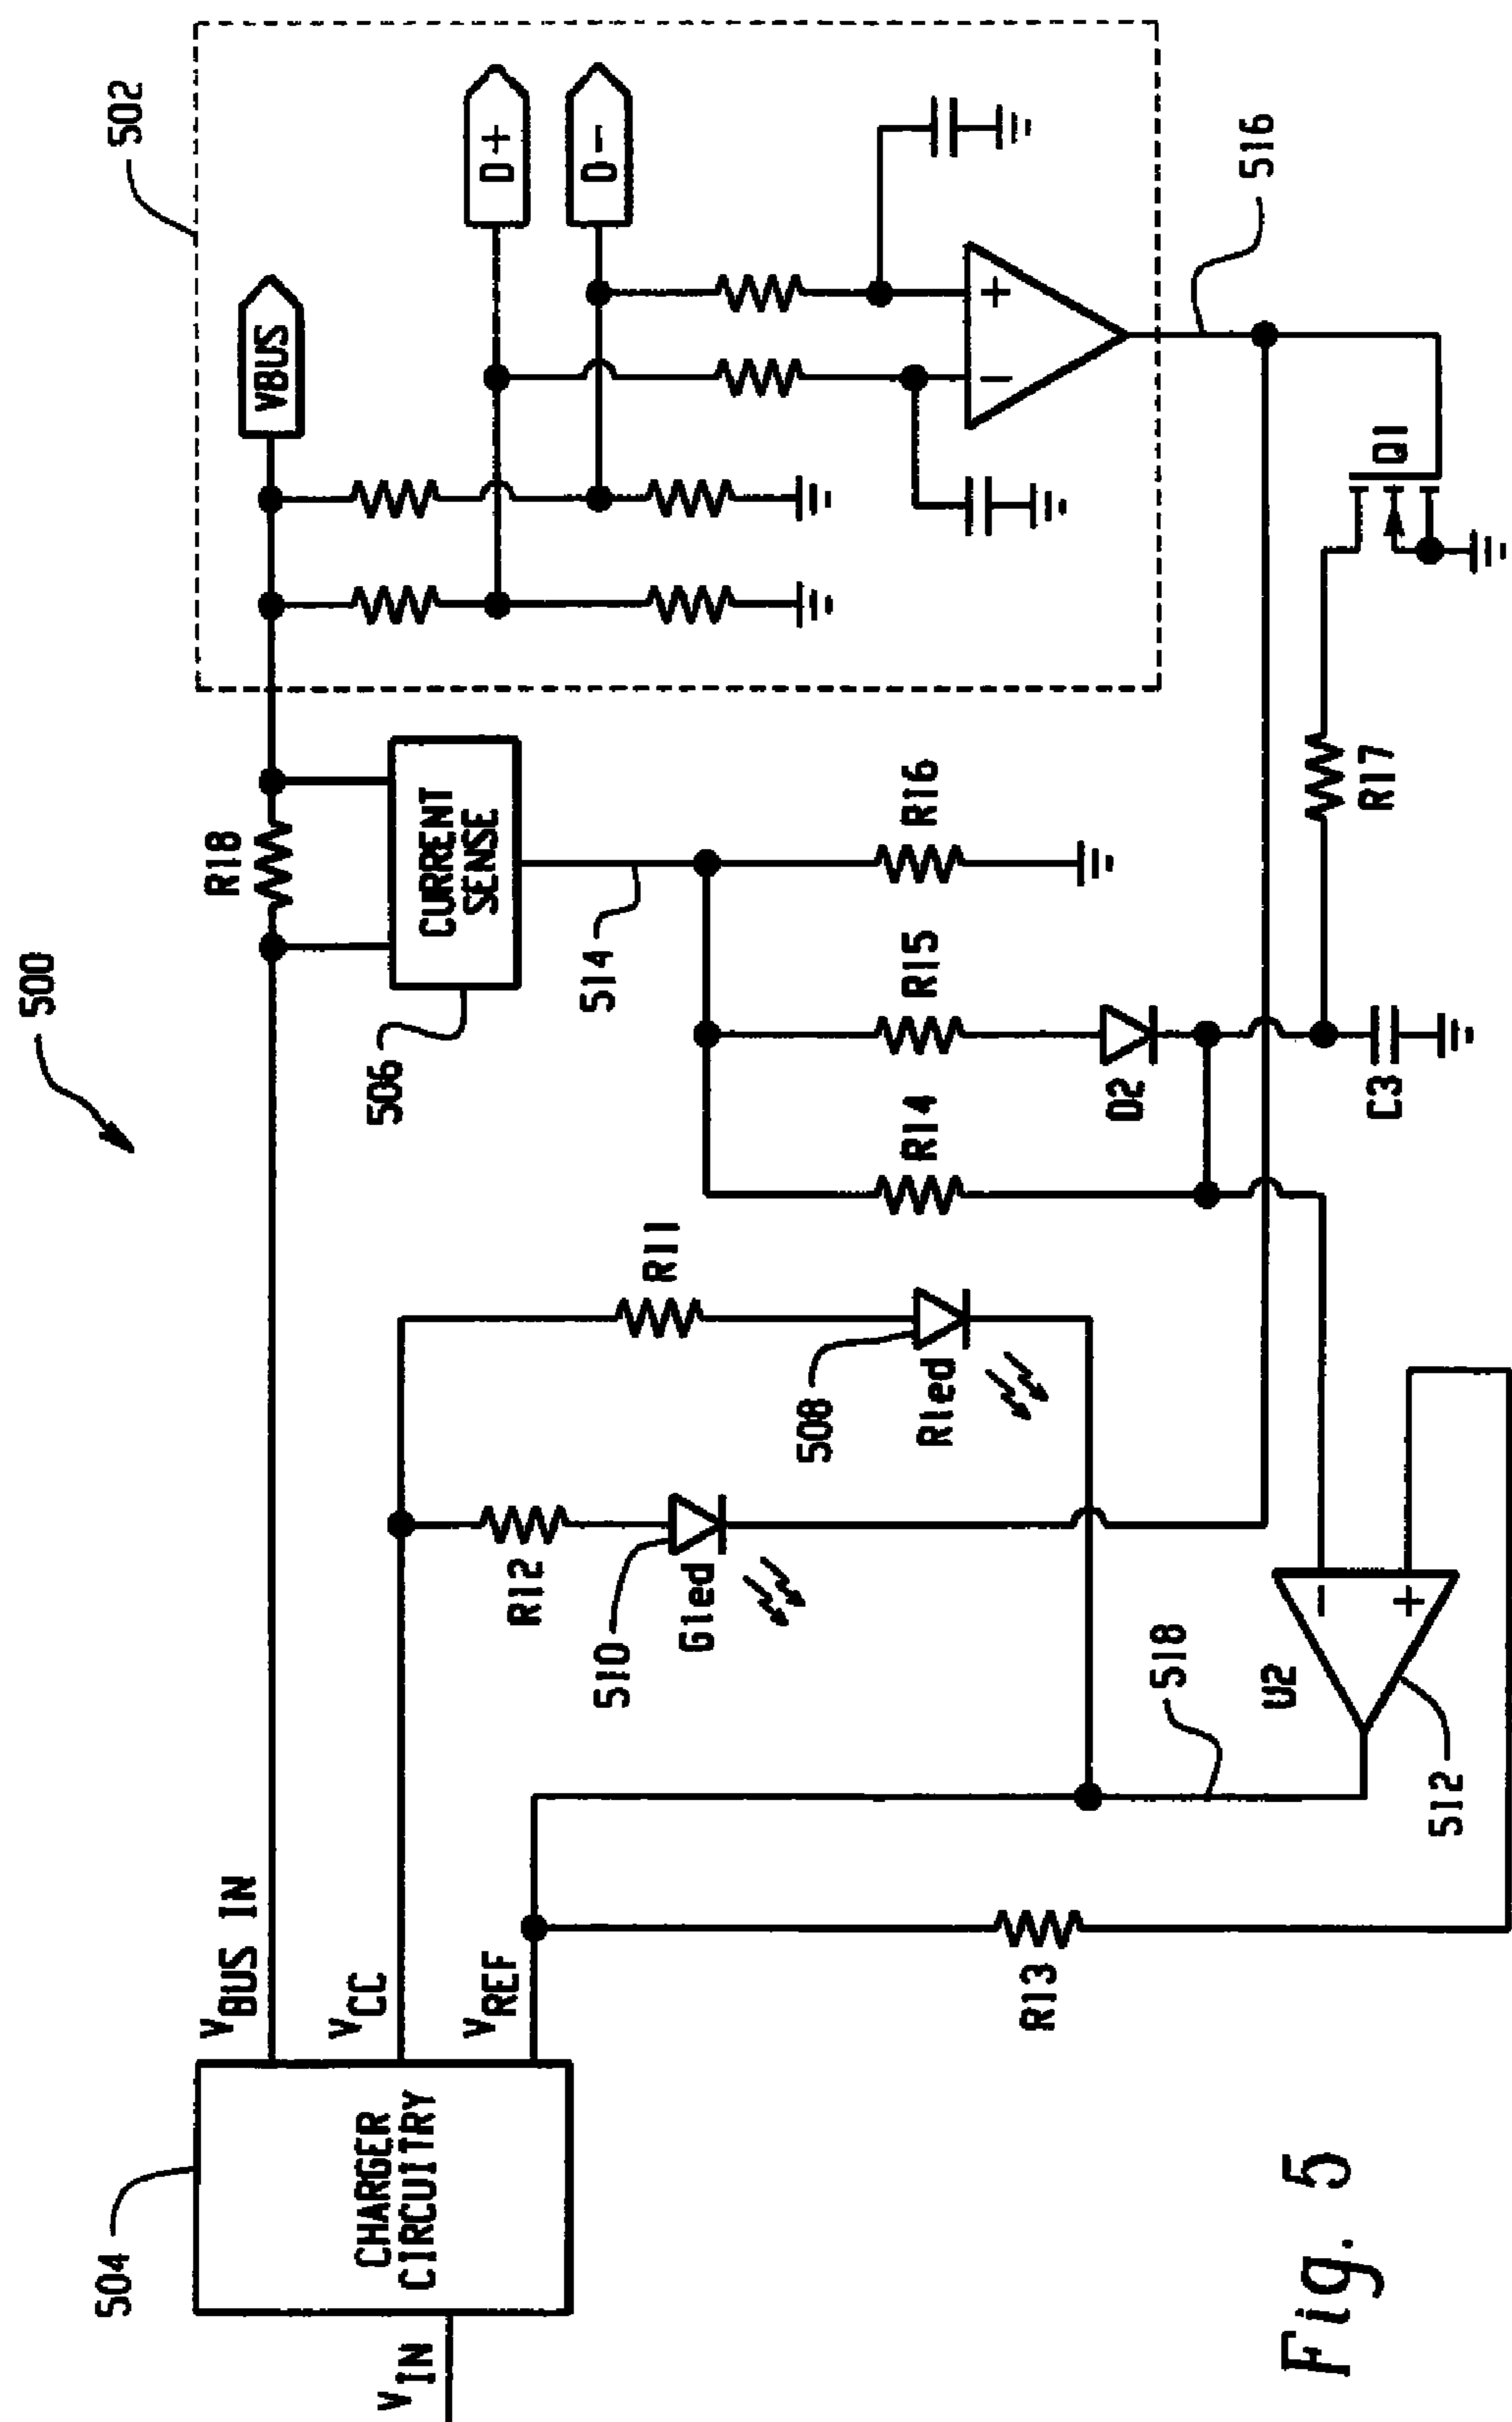 500
502
504
CHARGER
CIRCUITRY
VIN
VBUS IN
VCC
VREF
R18
VBUS
D+
D-
506
CURRENT
SENSE
514
R12
510
Gled
R11
508
Rled
R14
R15
R16
D2
516
R13
518
U2
512
C3
R17
Q1
Fig. 5